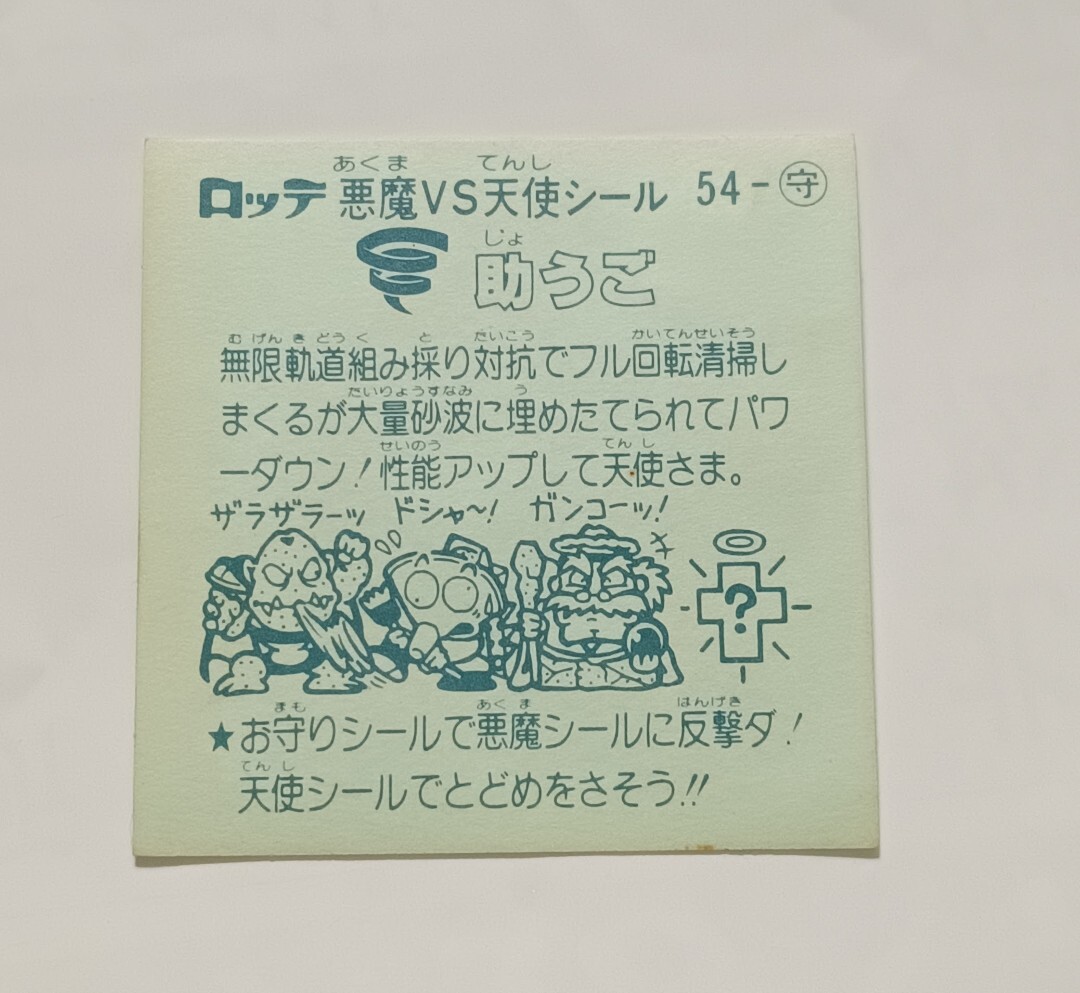 あくま てんし
ロッテ 悪魔VS天使シール 54-守
じょ
助うご
むげんきどうく と たいこう かいてんせいそう
無限軌道組み採り対抗でフル回転清掃し
たいりょうすなみ う
まくるが大量砂波に埋めたてられてパワ
せいのう てんし
ーダウン!性能アップして天使さま。
ザラザラーッ ドシャ〜! ガンコーッ!
?
まも あくま はんげき
★お守りシールで悪魔シールに反撃ダ!
てんし
天使シールでとどめをさそう!!